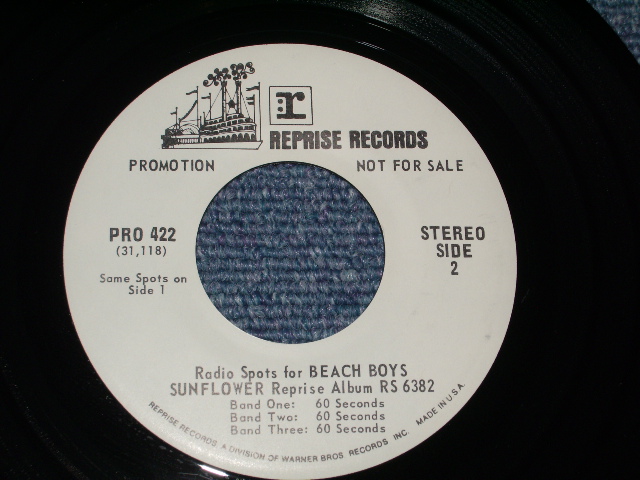 r
REPRISE RECORDS
PROMOTION NOT FOR SALE
PRO 422
(31,118)
Same Spots on
Side 1
STEREO
SIDE
2
Radio Spots for BEACH BOYS
SUNFLOWER Reprise Album RS 6382
Band One: 60 Seconds
Band Two: 60 Seconds
Band Three: 60 Seconds
REPRISE RECORDS, A DIVISION OF WARNER BROS. RECORDS INC. MADE IN U.S.A.